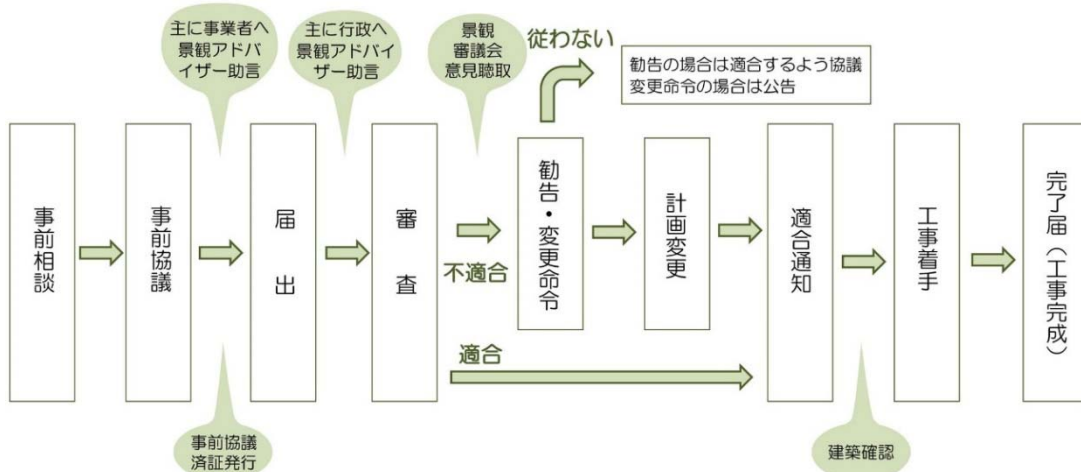 主に事業者へ
景観アドバ
イザー助言
主に行政へ
景観アドバイ
ザー助言
景観
審議会
意見聴取
従わない
勧告の場合は適合するよう協議
変更命令の場合は公告
事前相談
事前協議
届出
審査
不適合
勧告・変更命令
計画変更
適合通知
工事着手
完了届（工事完成）
適合
事前協議
済証発行
建築確認